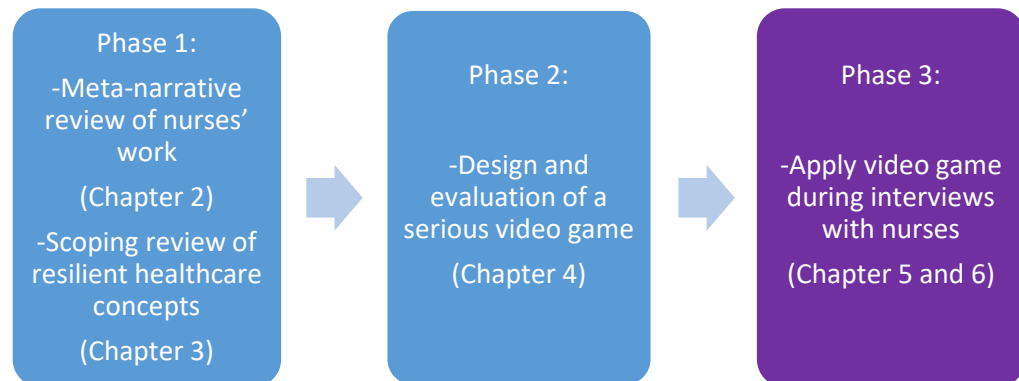 Phase 1:
-Meta-narrative
review of nurses’
work
(Chapter 2)
-Scoping review of
resilient healthcare
concepts
(Chapter 3)
Phase 2:
-Design and
evaluation of a
serious video game
(Chapter 4)
Phase 3:
-Apply video game
during interviews
with nurses
(Chapter 5 and 6)